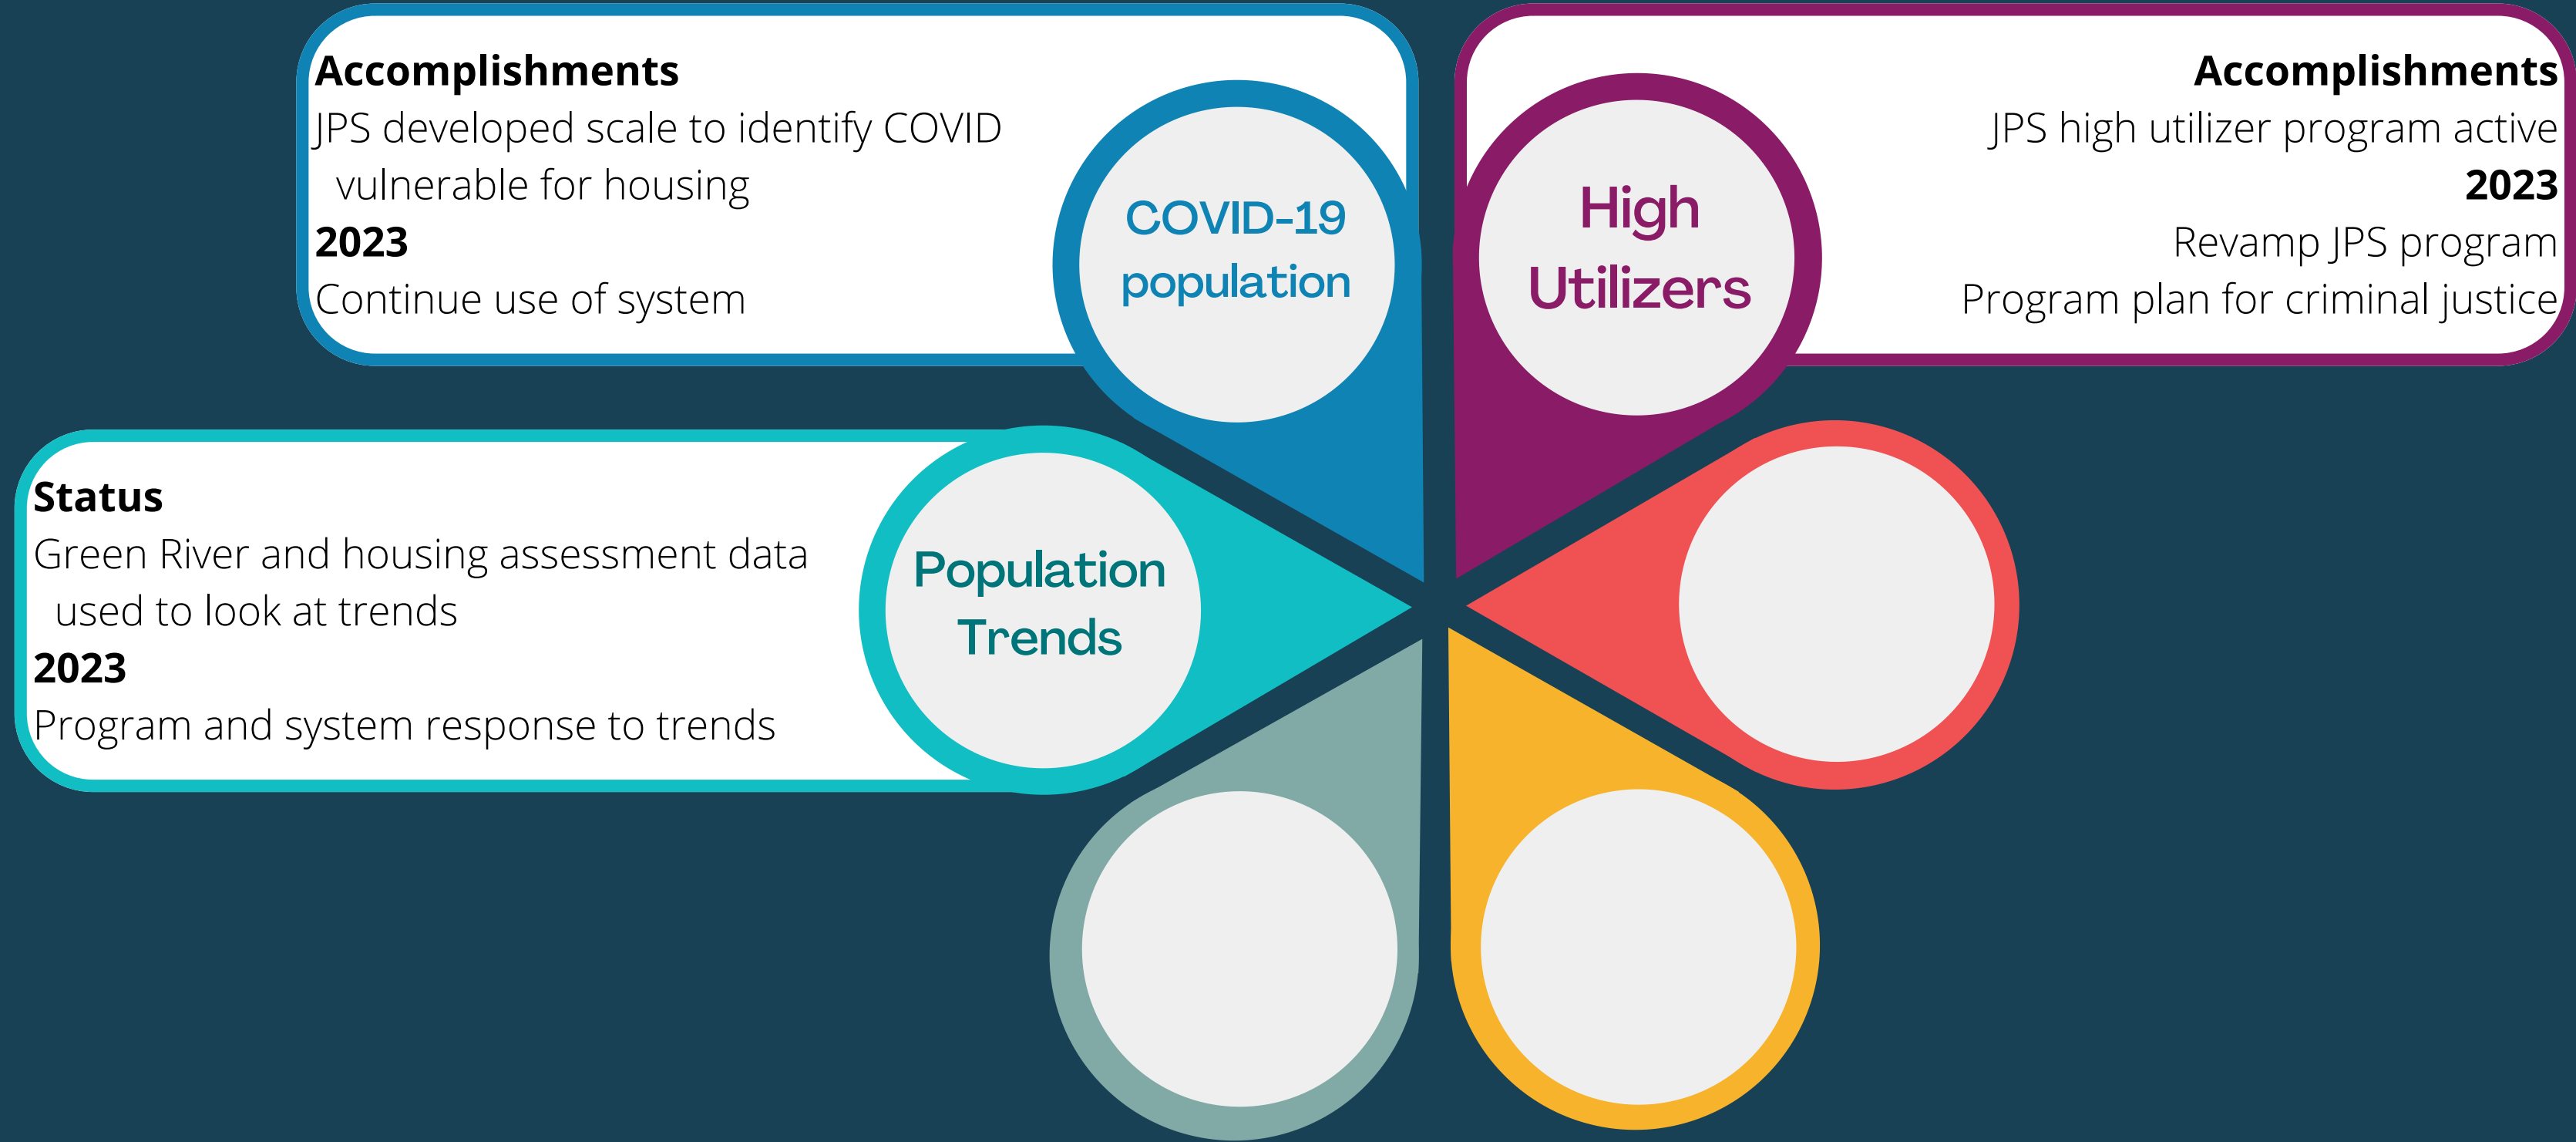 Accomplishments
JPS developed scale to identify COVID
vulnerable for housing
2023
Continue use of system
COVID-19
population
High
Utilizers
Accomplishments
JPS high utilizer program active
2023
Revamp JPS program
Program plan for criminal justice
Status
Green River and housing assessment data
used to look at trends
2023
Program and system response to trends
Population
Trends